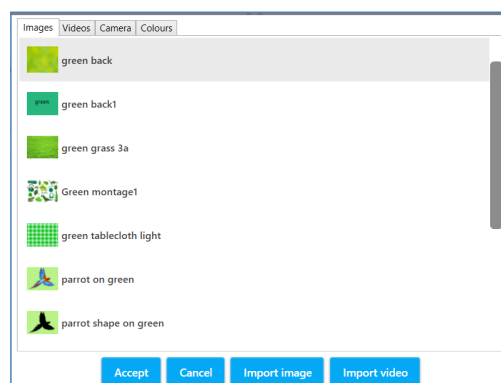 Images Videos Camera Colours
green back
green
green back1
green grass 3a
Green montage1
green tablecloth light
parrot on green
parrot shape on green
Accept Cancel Import image Import video